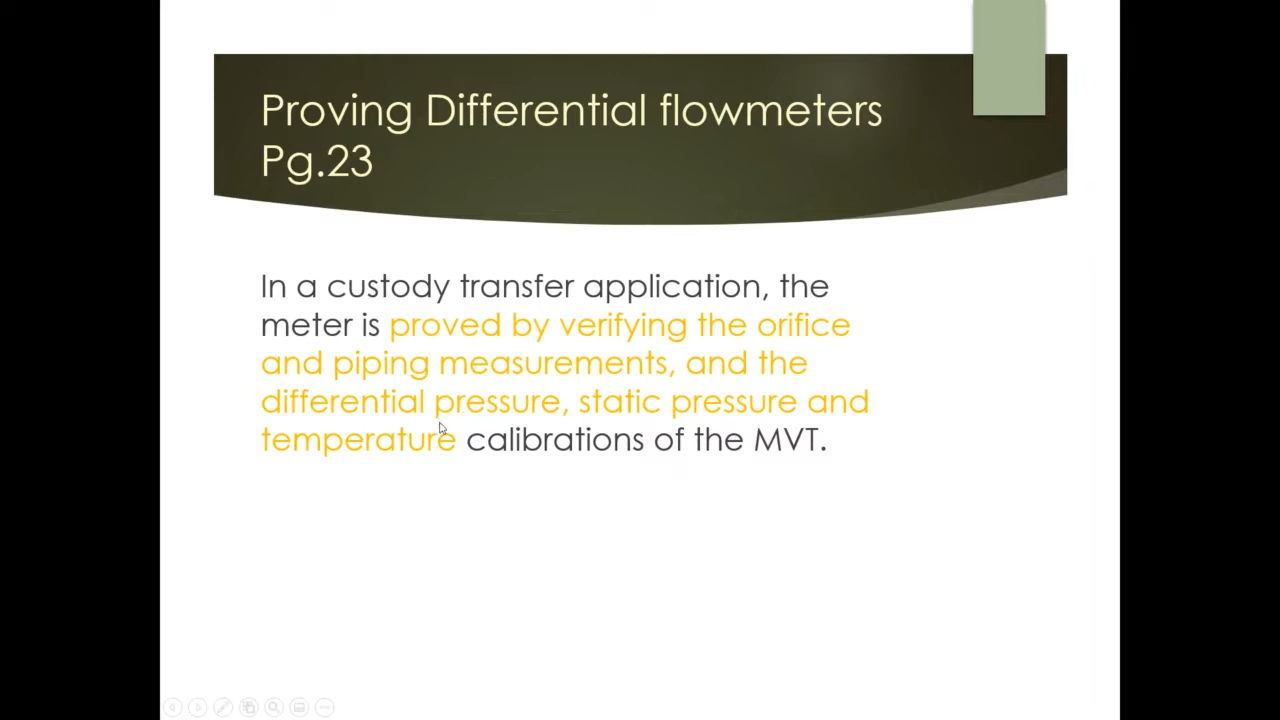 Proving Differential flowmeters
Pg.23
In a custody transfer application, the
meter is proved by verifying the orifice
and piping measurements, and the
differential pressure, static pressure and
temperature calibrations of the MVT.